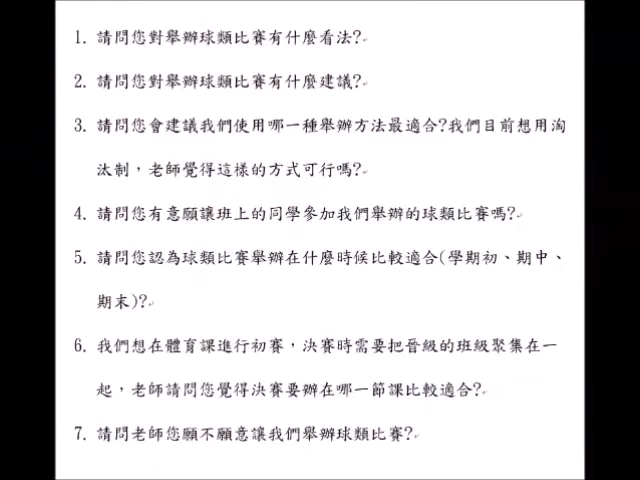 1. 請問您對舉辦球類比賽有什麼看法?
2. 請問您對舉辦球類比賽有什麼建議?
3. 請問您會建議我們使用哪一種舉辦方法最適合?我們目前想用淘
汰制，老師覺得這樣的方式可行嗎?
4. 請問您有意願讓班上的同學參加我們舉辦的球類比賽嗎?
5. 請問您認為球類比賽舉辦在什麼時候比較適合(學期初、期中、
期末)?
6. 我們想在體育課進行初賽，決賽時需要把晉級的班級聚集在一
起，老師請問您覺得決賽要辦在哪一節課比較適合?
7. 請問老師您願不願意讓我們舉辦球類比賽?